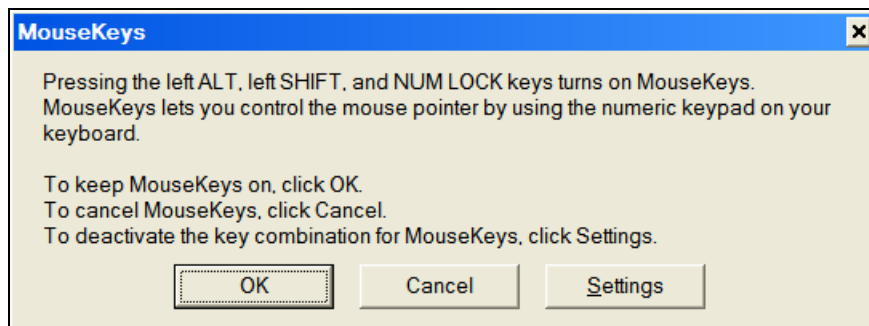 MouseKeys
Pressing the left ALT, left SHIFT, and NUM LOCK keys turns on MouseKeys.
MouseKeys lets you control the mouse pointer by using the numeric keypad on your
keyboard.
To keep MouseKeys on, click OK.
To cancel MouseKeys, click Cancel.
To deactivate the key combination for MouseKeys, click Settings.
OK Cancel Settings